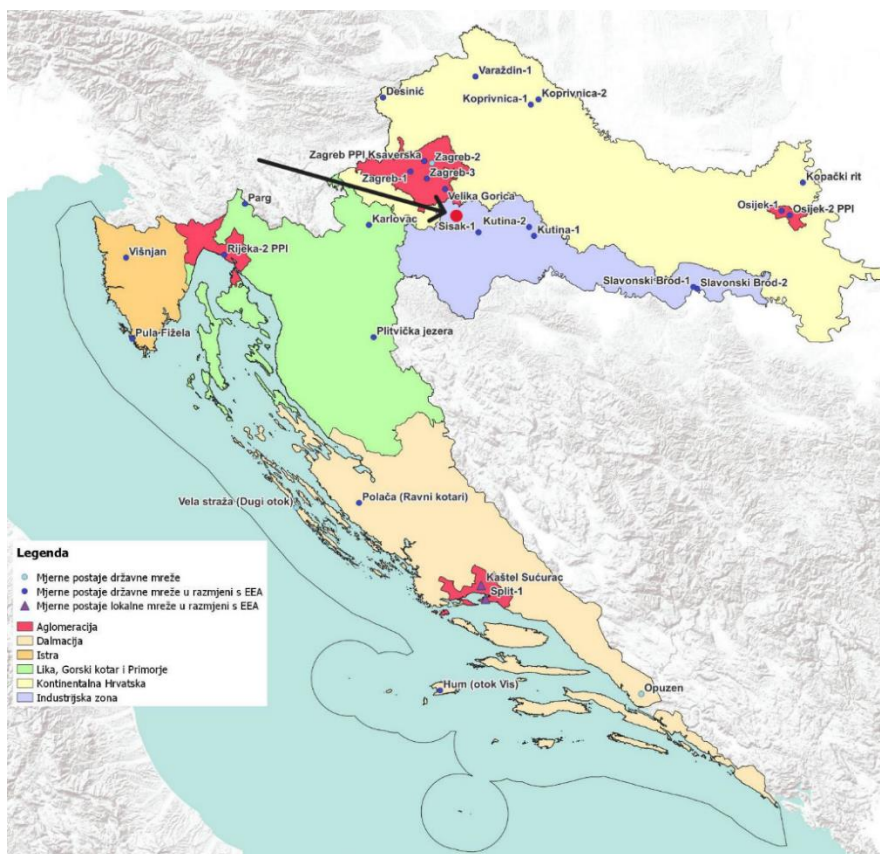 Varaždin-1
Desinić
Koprivnica-2
Koprivnica-1
Zagreb PPI Ksaverska
Zagreb-2
Zagreb-1
Zagreb-3
Kopački rit
Velika Gorica
Parg
Osijek-1
Osijek-2 PPI
Karlovac
Sisak-1
Kutina-2
Kutina-1
Rijeka-2 PPI
Višnjan
Slavonski Brod-1
Slavonski Brod-2
Pula Fižela
Plitvička jezera
Polača (Ravni kotari)
Vela straža (Dugi otok)
Legenda
Mjerne postaje državne mreže
Mjerne postaje državne mreže u razmjeni s EEA
Mjerne postaje lokalne mreže u razmjeni s EEA
Aglomeracija
Dalmacija
Istra
Lika, Gorski kotar i Primorje
Kontinentalna Hrvatska
Industrijska zona
Kaštel Sućurac
Split-1
Hum (otok Vis)
Opuzen